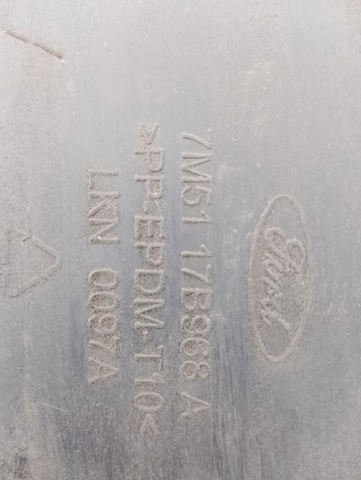 Ford
7M51 17B968 A
>PP+EPDM-T10<
LKN 0097A